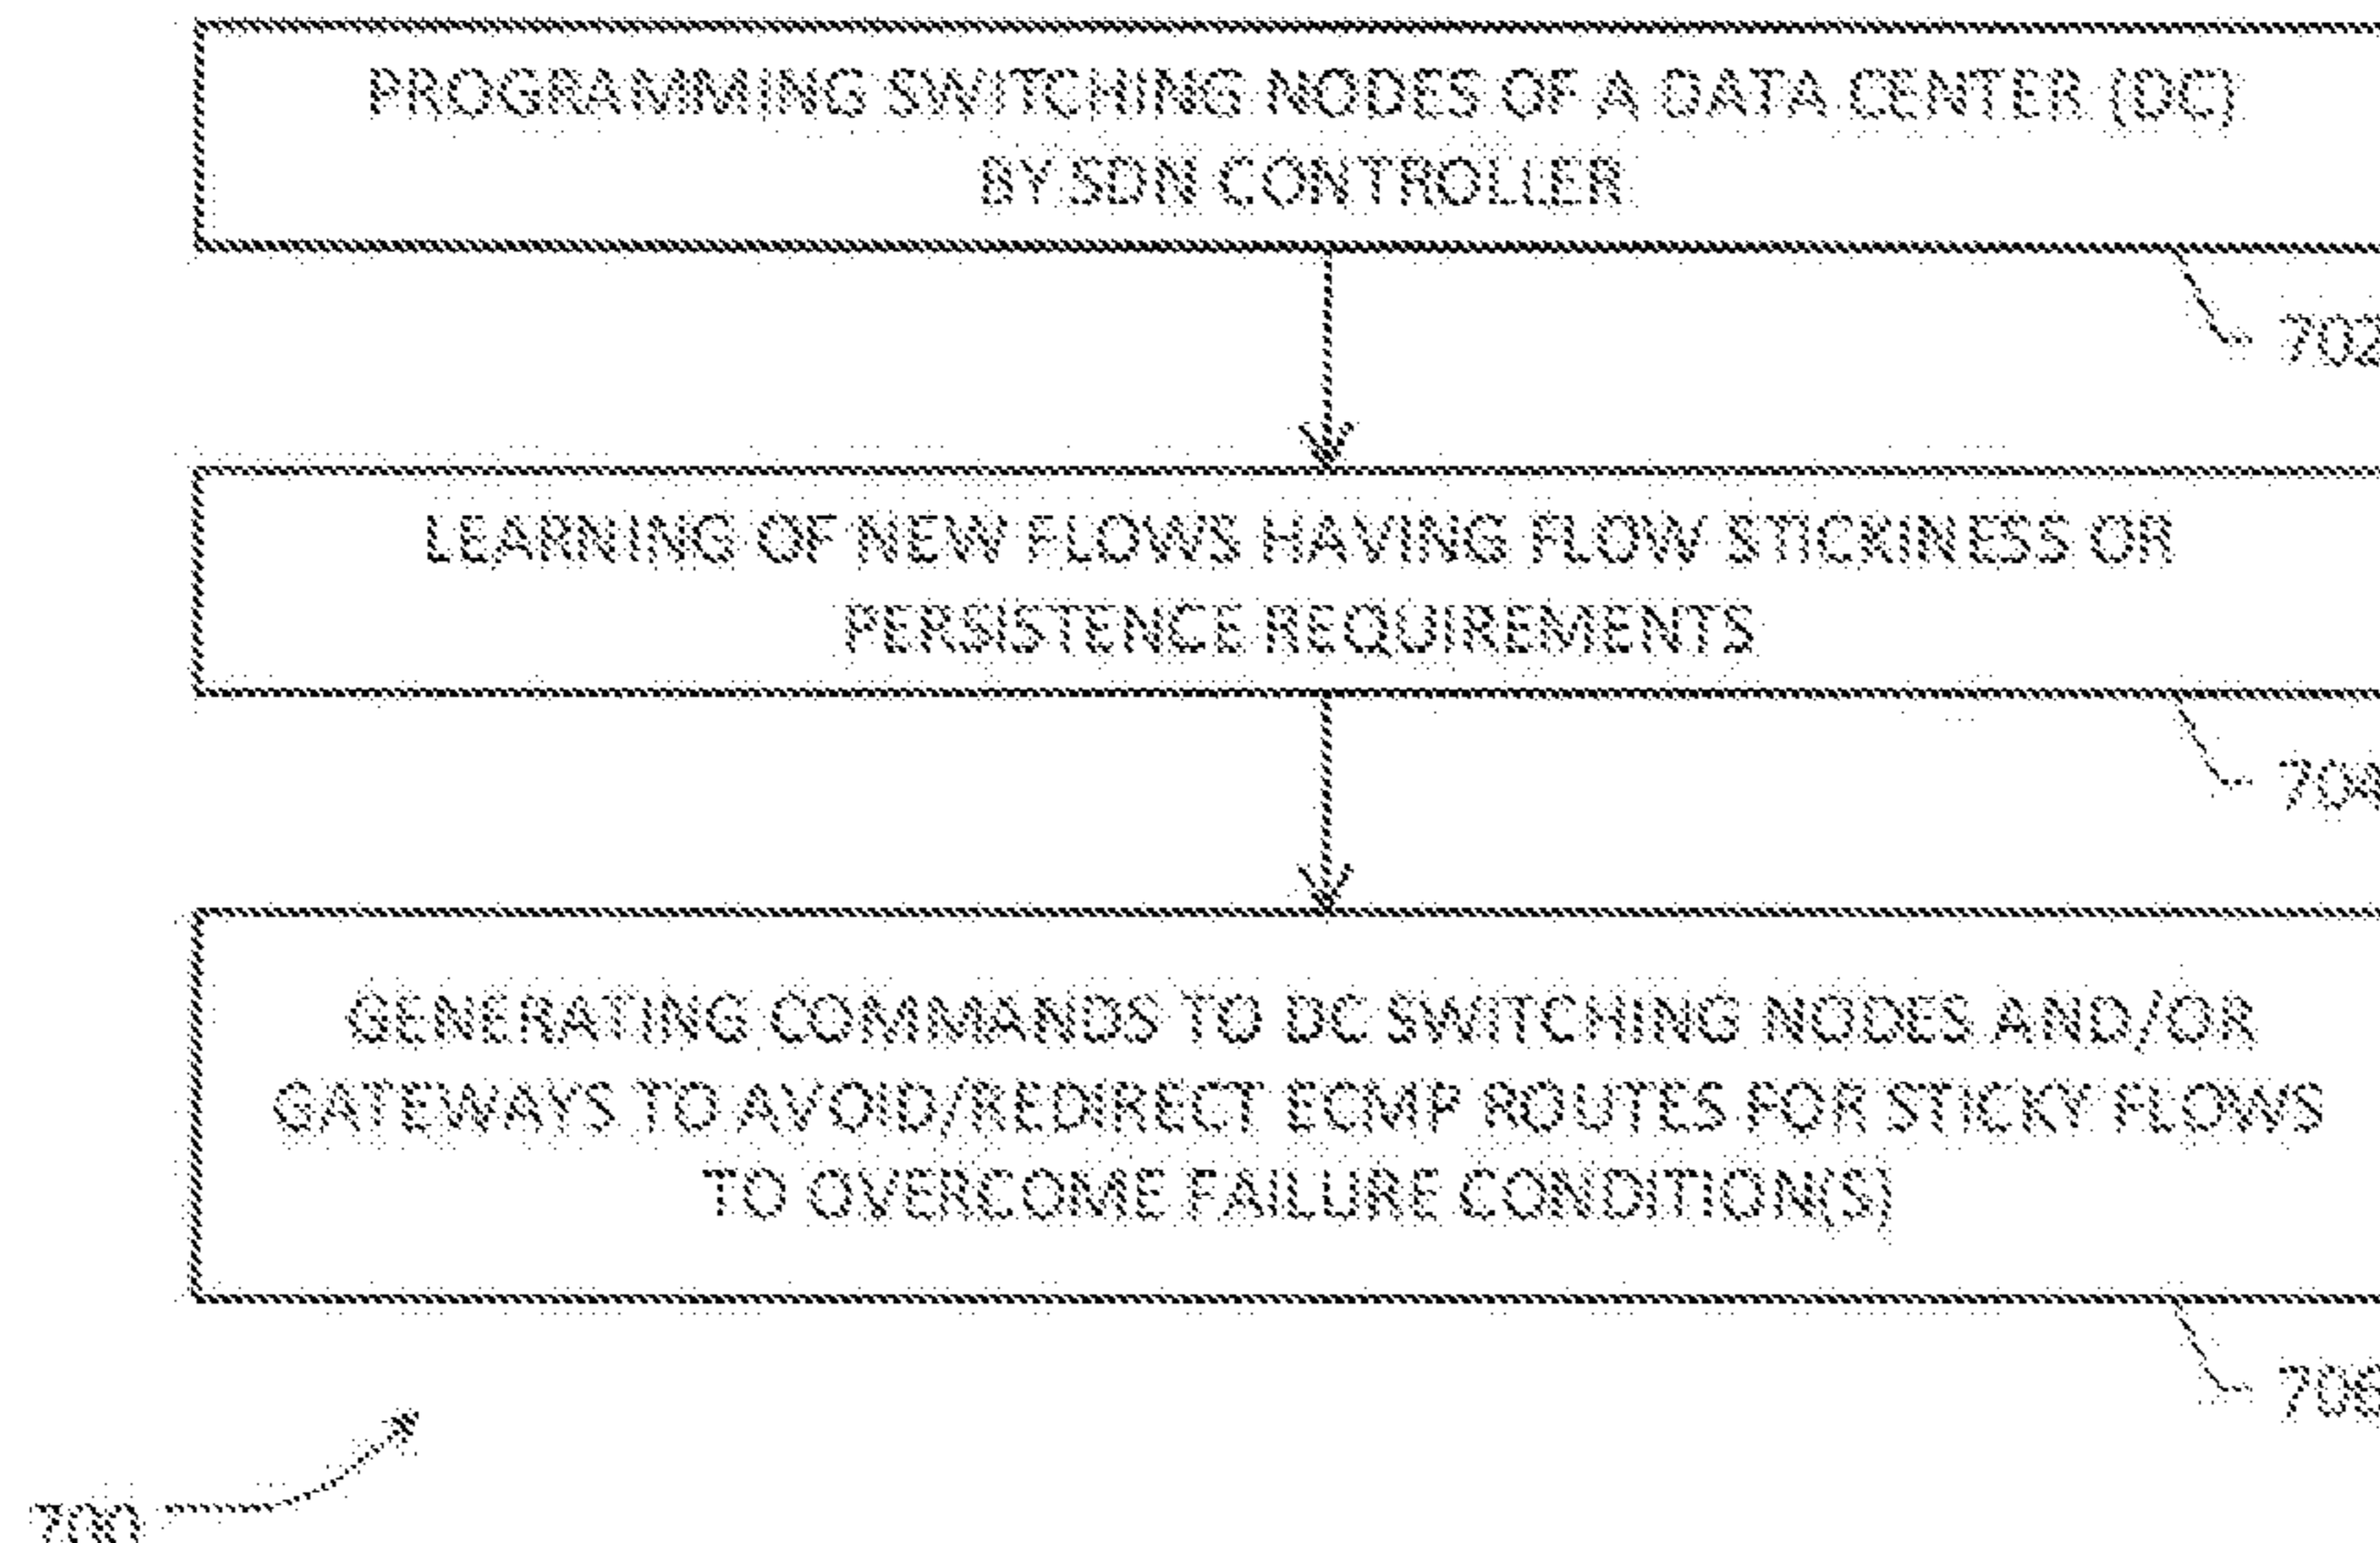 PROGRAMMING SWITCHING NODES OF A DATA CENTER (DC)
BY SDN CONTROLLER
702
LEARNING OF NEW FLOWS HAVING FLOW STICKINESS OR
PERSISTENCE REQUIREMENTS
704
GENERATING COMMANDS TO DC SWITCHING NODES AND/OR
GATEWAYS TO AVOID/REDIRECT ECMP ROUTES FOR STICKY FLOWS
TO OVERCOME FAILURE CONDITION(S)
706
700